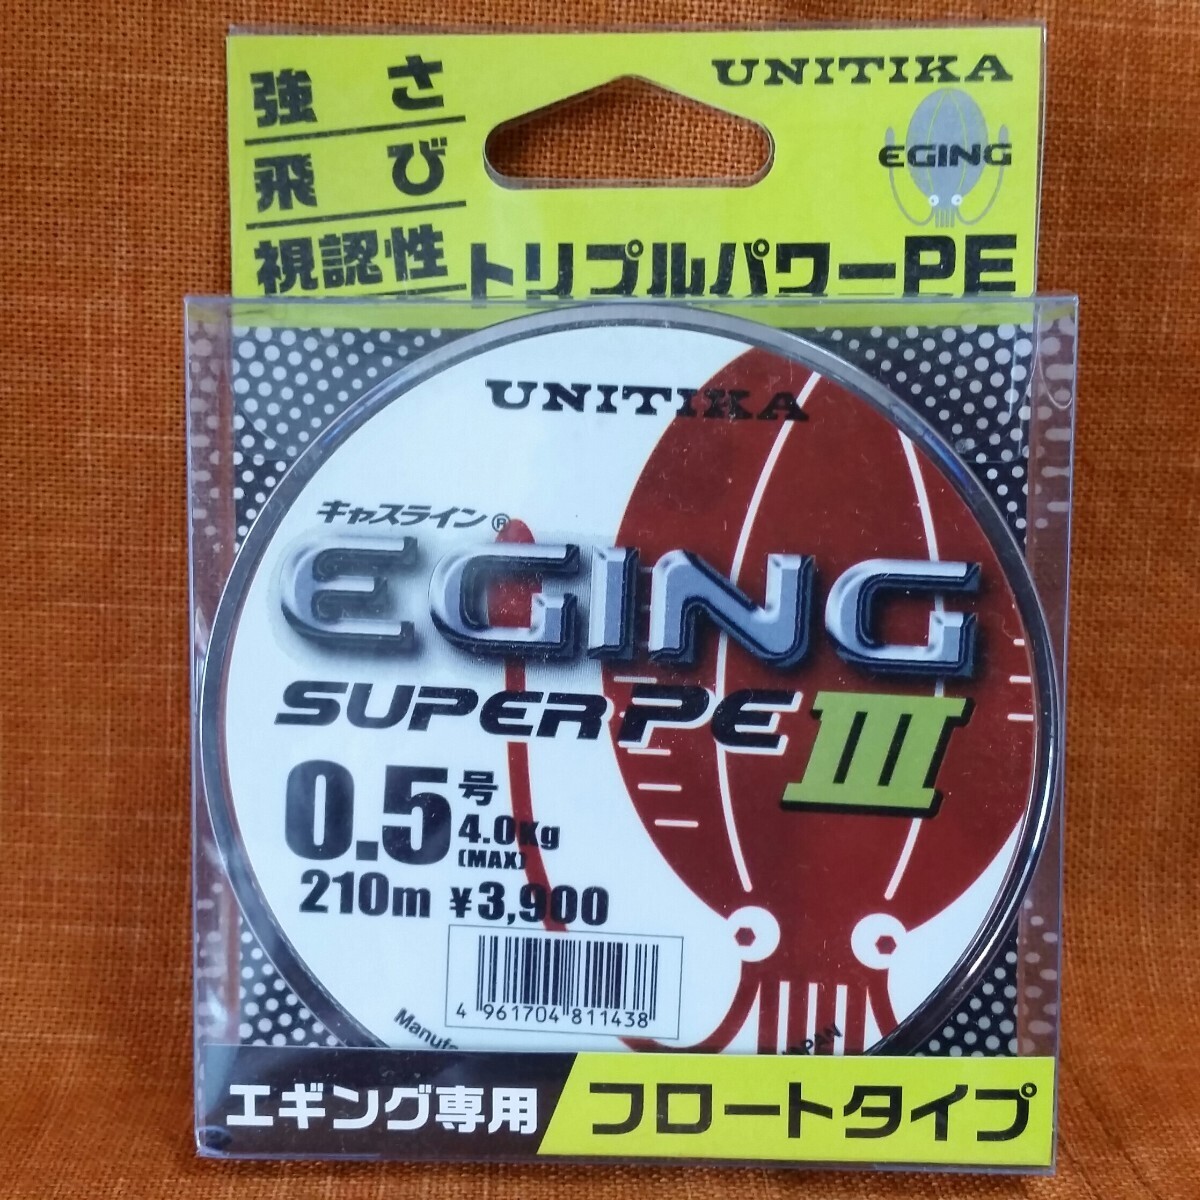 強さ
飛び
視認性
UNITIKA
EGING
トリプルパワーPE
UNITIKA
キャスライン®
EGING
SUPER PE III
0.5号
4.0Kg
(MAX)
210m ¥3,900
4 961704 811438
JAPAN
エギング専用
フロートタイプ